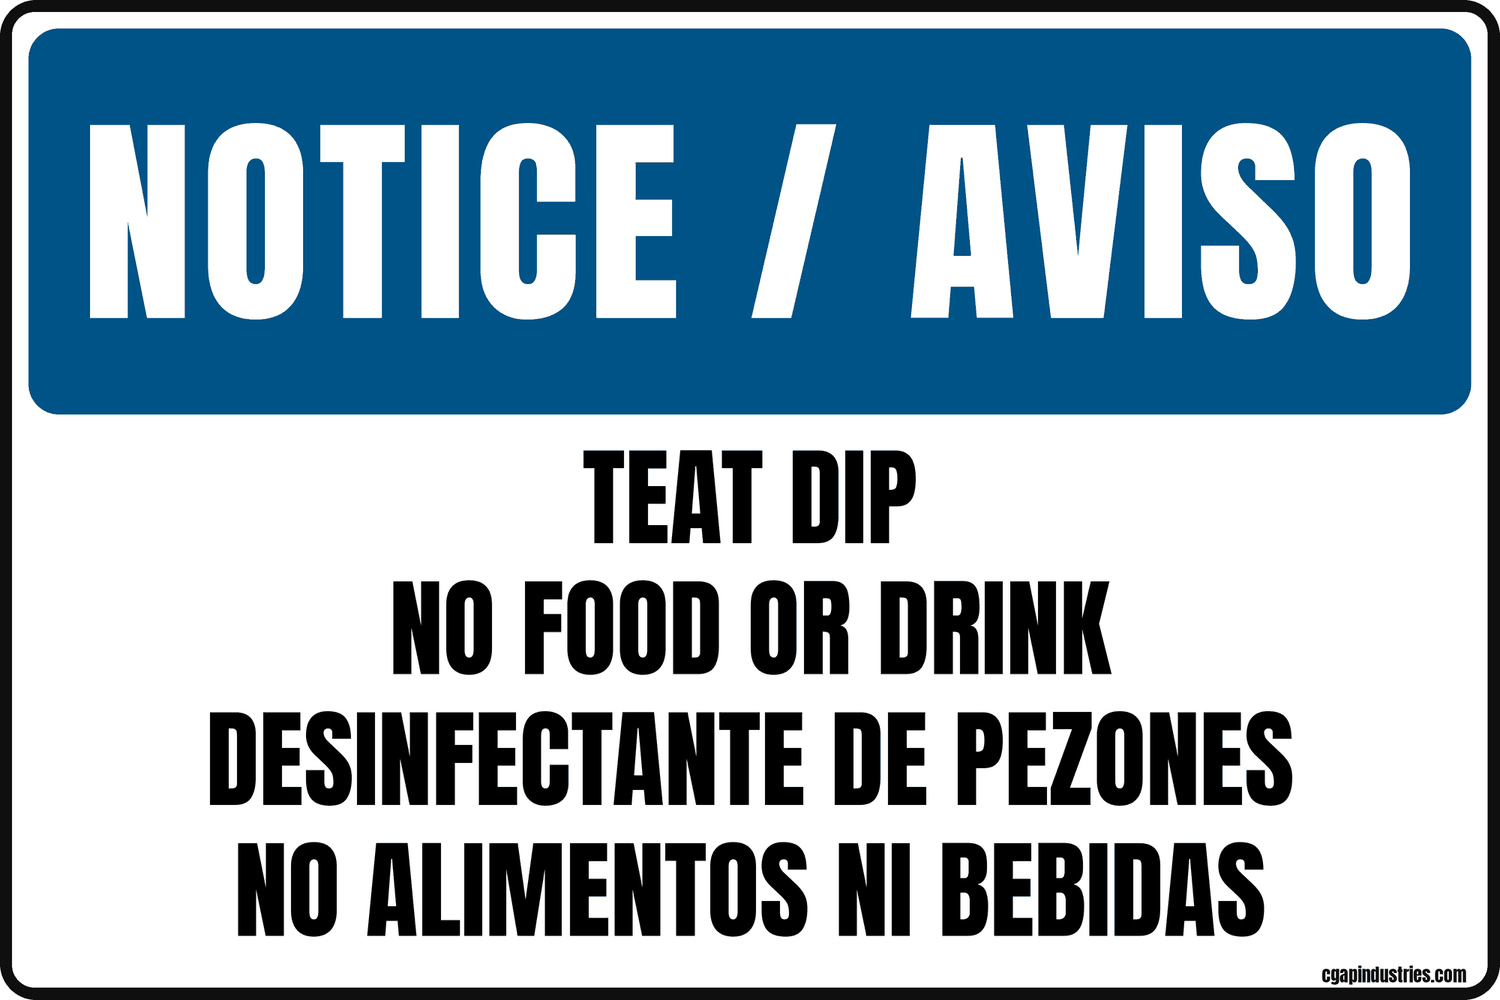 NOTICE / AVISO
TEAT DIP
NO FOOD OR DRINK
DESINFECTANTE DE PEZONES
NO ALIMENTOS NI BEBIDAS
cgapindustries.com